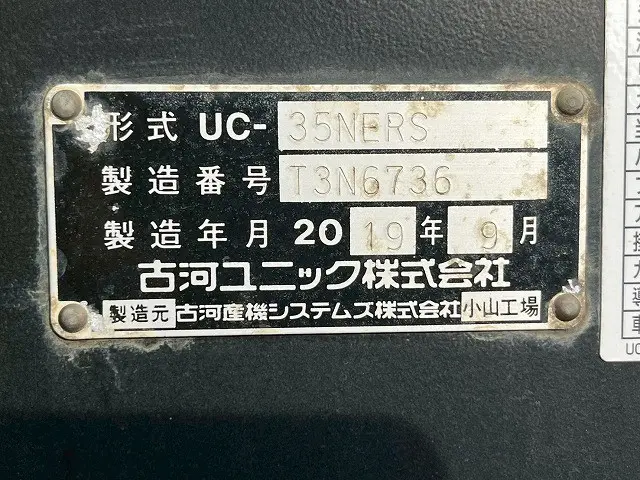 形式 UC-35NERS
製造番号 T3N6736
製造年月 2019年 9月
古河ユニック株式会社
製造元 古河産機システムズ株式会社 小山工場
UC